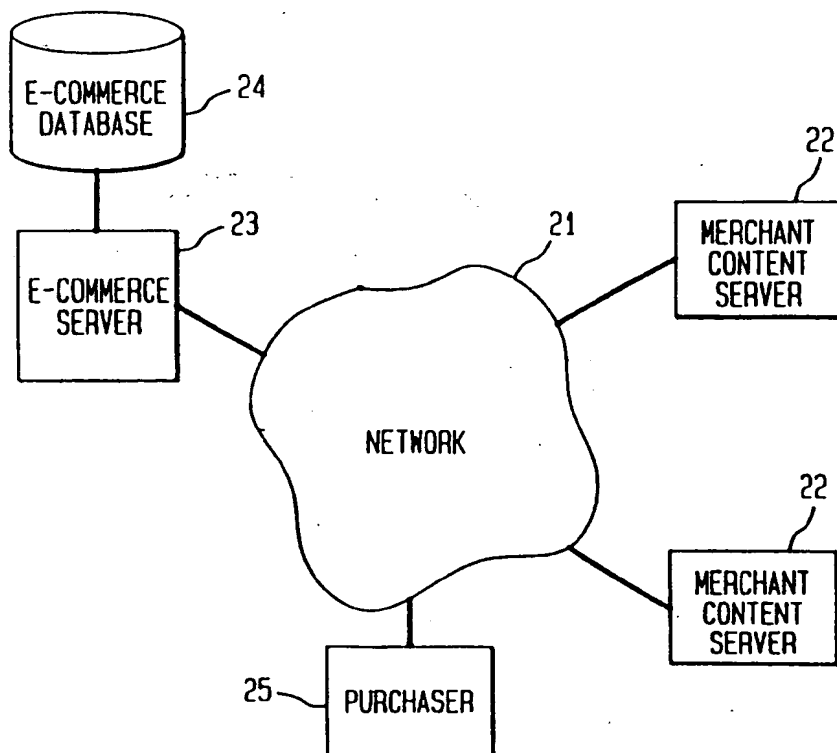 E-COMMERCE
DATABASE
24
23
E-COMMERCE
SERVER
21
22
MERCHANT
CONTENT
SERVER
NETWORK
22
MERCHANT
CONTENT
SERVER
25
PURCHASER